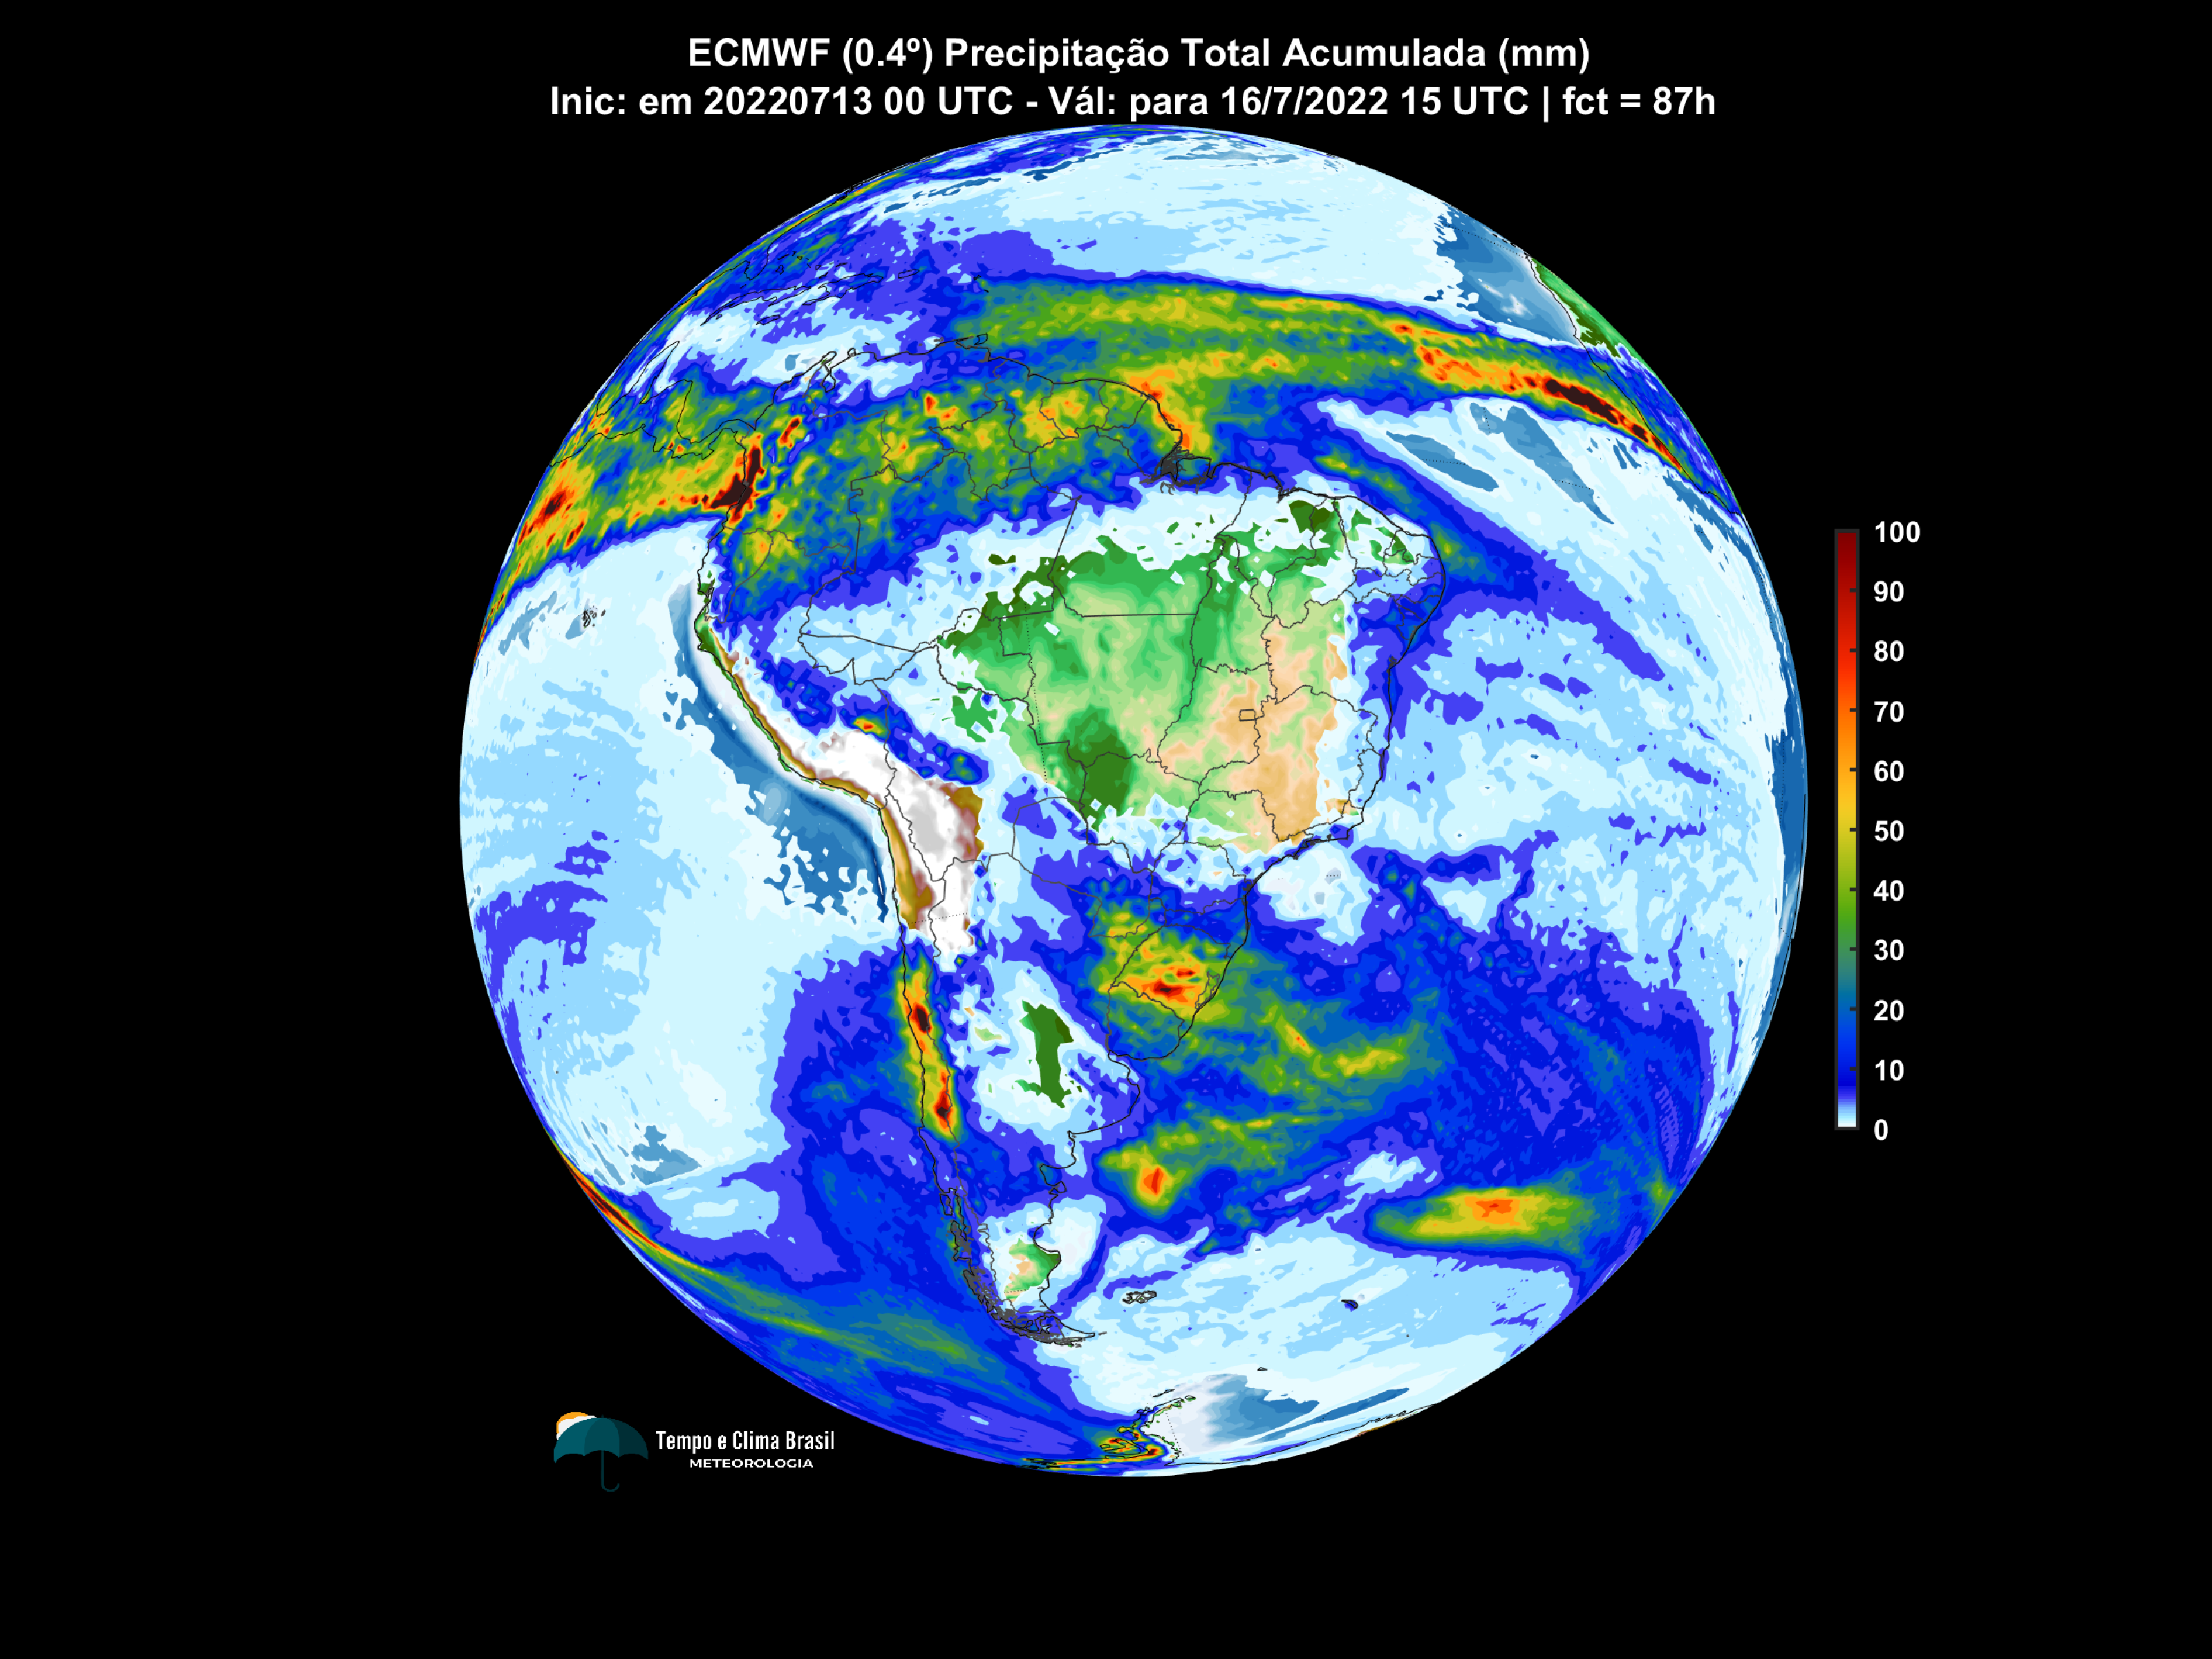 ECMWF (0.4º) Precipitação Total Acumulada (mm)
Inic: em 20220713 00 UTC - Vál: para 16/7/2022 15 UTC | fct = 87h
100
90
80
70
60
50
40
30
20
10
0
Tempo e Clima Brasil
METEOROLOGIA